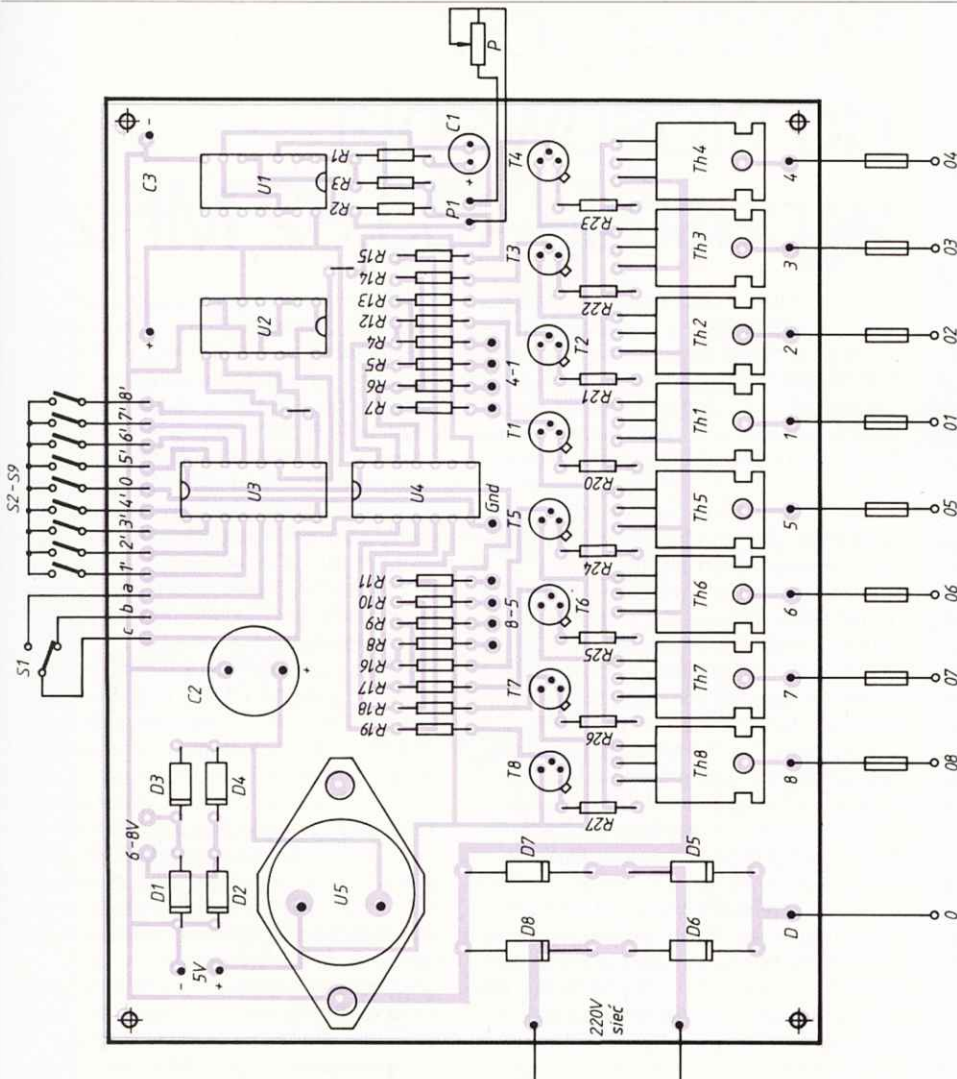 P
C3
-
U1
R1
R3
R2
C1
+
P1
T4
Th4
4
04
R23
R15
R14
R13
R12
R4
R5
R6
R7
T3
Th3
3
03
R22
+
U2
4-1
T2
Th2
2
02
R21
S2-S9
8'
7'
6'
5'
0
4'
3'
2'
1'
a
b
c
S1
U3
U4
Gnd
T1
Th1
1
01
R20
T5
Th5
5
05
R24
R11
R10
R9
R8
R16
R17
R18
R19
8-5
T6
Th6
6
06
R25
C2
+
T7
Th7
7
07
R26
T8
Th8
8
08
R27
D3
D4
6-8V
D1
D2
U5
D7
D5
D8
D6
D
0
-
5V
+
220V
sieć